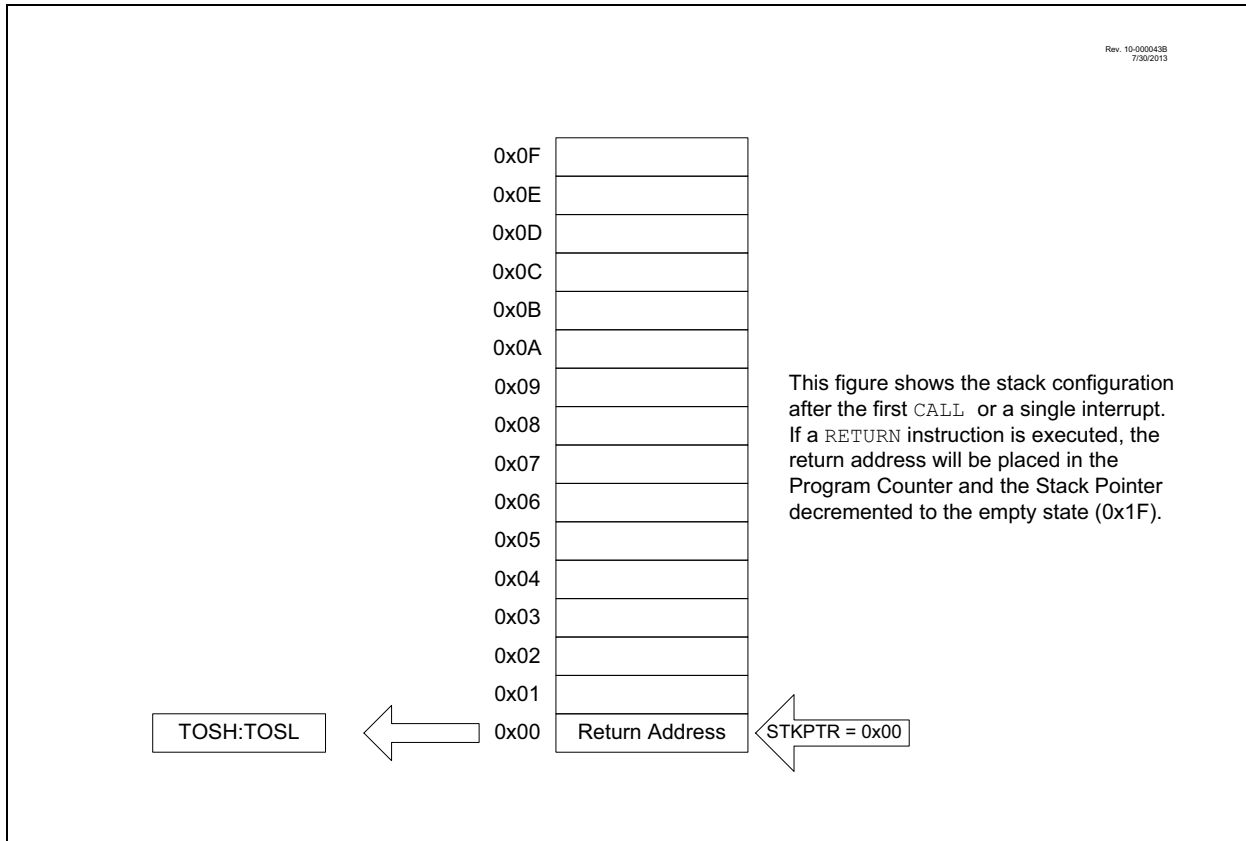 Rev. 10-000043B
7/30/2013
0x0F
0x0E
0x0D
0x0C
0x0B
0x0A
0x09
0x08
0x07
0x06
0x05
0x04
0x03
0x02
0x01
This figure shows the stack configuration
after the first CALL or a single interrupt.
If a RETURN instruction is executed, the
return address will be placed in the
Program Counter and the Stack Pointer
decremented to the empty state (0x1F).
TOSH:TOSL
0x00
Return Address
STKPTR = 0x00